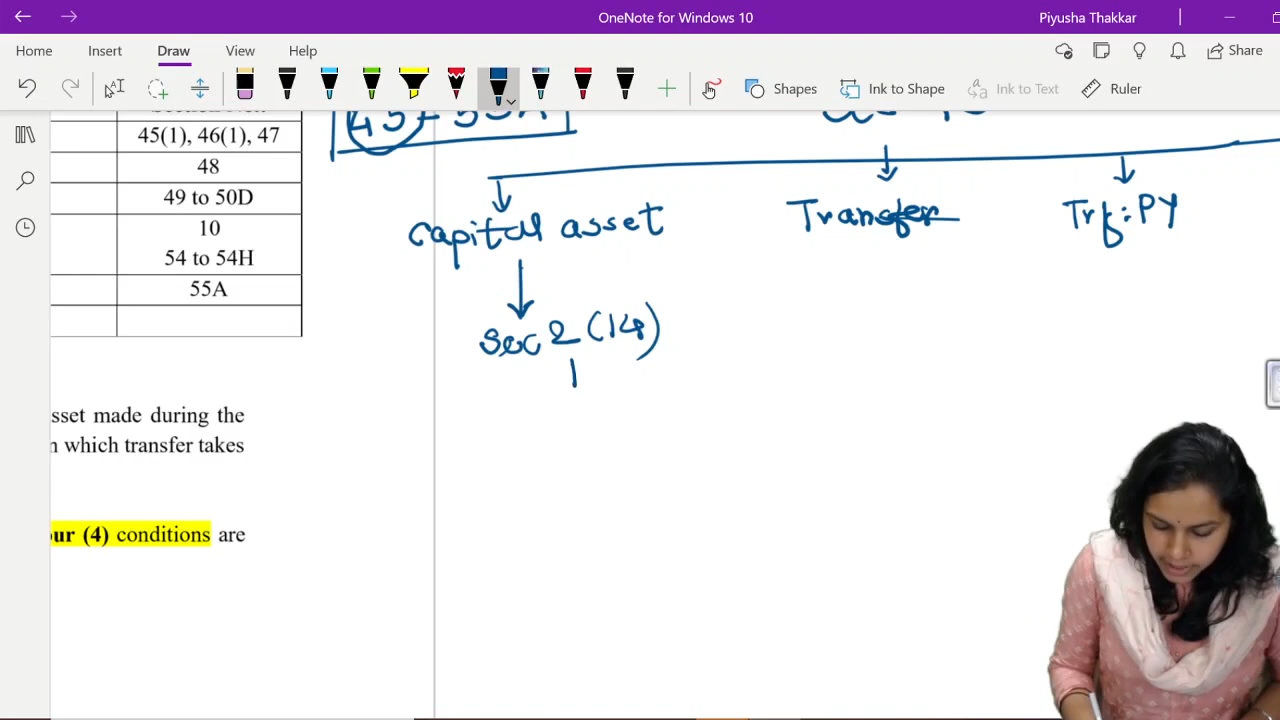 OneNote for Windows 10
Piyusha Thakkar
Home Insert Draw View Help
Share
Shapes Ink to Shape Ink to Text Ruler
45(1), 46(1), 47
48
49 to 50D
10
54 to 54H
55A
Capital asset Transfer Trf: PY
Sec 2 (14)
sset made during the
which transfer takes
our (4) conditions are